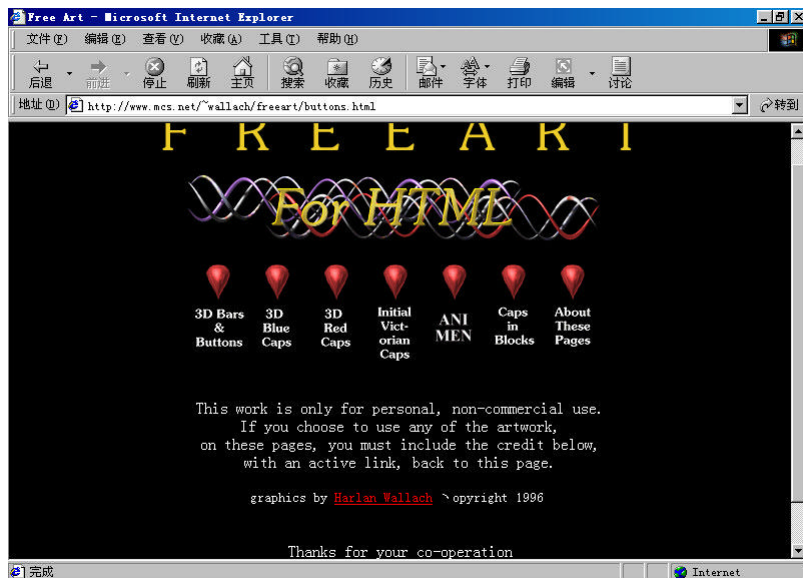 Free Art - Microsoft Internet Explorer
文件(F) 编辑(E) 查看(V) 收藏(A) 工具(T) 帮助(H)
后退 前进 停止 刷新 主页 搜索 收藏 历史 邮件 字体 打印 编辑 讨论
地址(D) http://www.mcs.net/~wallach/freeart/buttons.html 转到
FREEART
For HTML
3D Bars
&
Buttons
3D
Blue
Caps
3D
Red
Caps
Initial
Vict-
orian
Caps
ANI
MEN
Caps
in
Blocks
About
These
Pages
This work is only for personal, non-commercial use.
If you choose to use any of the artwork,
on these pages, you must include the credit below,
with an active link, back to this page.
graphics by Harlan Wallach opyright 1996
Thanks for your co-operation
完成 Internet